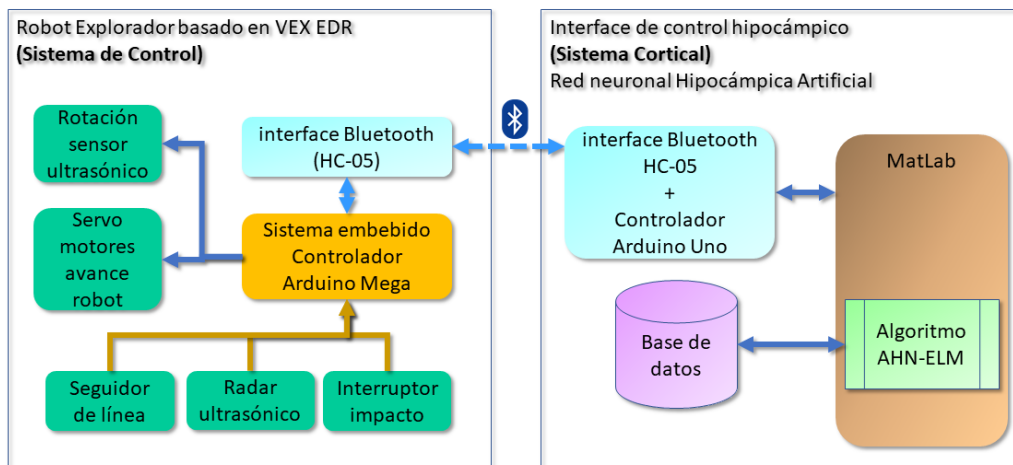 Robot Explorador basado en VEX EDR
(Sistema de Control)
Rotación
sensor
ultrasónico
interface Bluetooth
(HC-05)
Servo
motores
avance
robot
Sistema embebido
Controlador
Arduino Mega
Seguidor
de línea
Radar
ultrasónico
Interruptor
impacto
Interface de control hipocámpico
(Sistema Cortical)
Red neuronal Hipocámpica Artificial
interface Bluetooth
HC-05
+
Controlador
Arduino Uno
MatLab
Base de
datos
Algoritmo
AHN-ELM